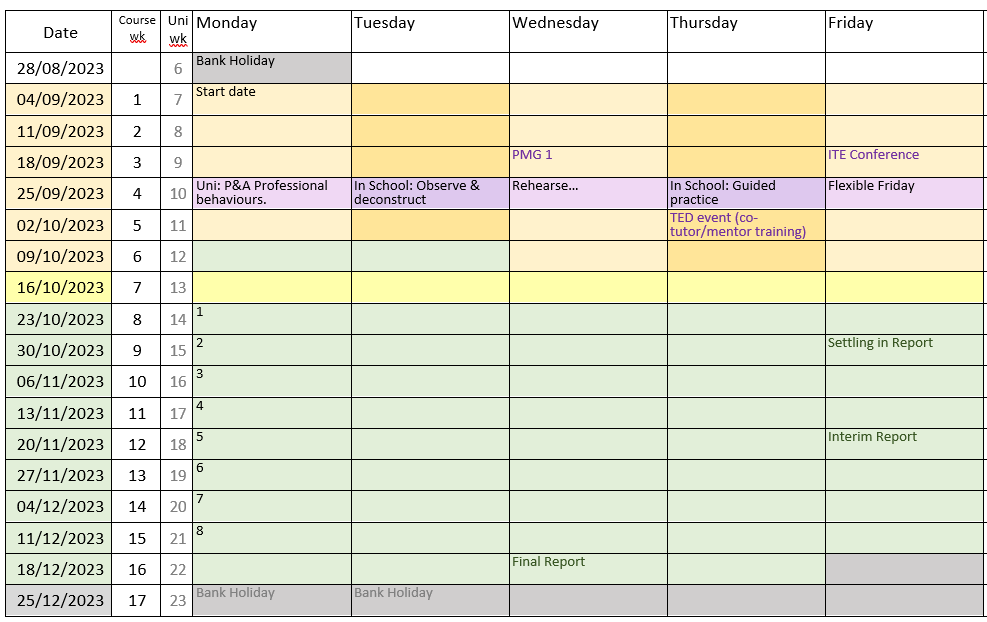 Date Course wk Uni wk Monday Tuesday Wednesday Thursday Friday
28/08/2023 6 Bank Holiday
04/09/2023 1 7 Start date
11/09/2023 2 8
18/09/2023 3 9 PMG 1 ITE Conference
25/09/2023 4 10 Uni: P&A Professional behaviours. In School: Observe & deconstruct Rehearse... In School: Guided practice Flexible Friday
02/10/2023 5 11 TED event (co-tutor/mentor training)
09/10/2023 6 12
16/10/2023 7 13
23/10/2023 8 14 1
30/10/2023 9 15 2 Settling in Report
06/11/2023 10 16 3
13/11/2023 11 17 4
20/11/2023 12 18 5 Interim Report
27/11/2023 13 19 6
04/12/2023 14 20 7
11/12/2023 15 21 8
18/12/2023 16 22 Final Report
25/12/2023 17 23 Bank Holiday Bank Holiday